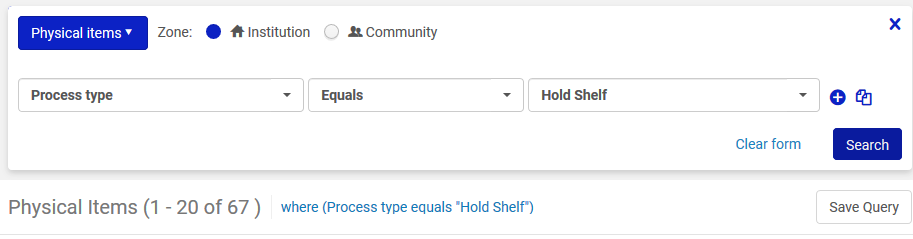 Physical items Zone: Institution Community
Process type Equals Hold Shelf
Clear form Search
Physical Items (1 - 20 of 67 ) where (Process type equals "Hold Shelf") Save Query